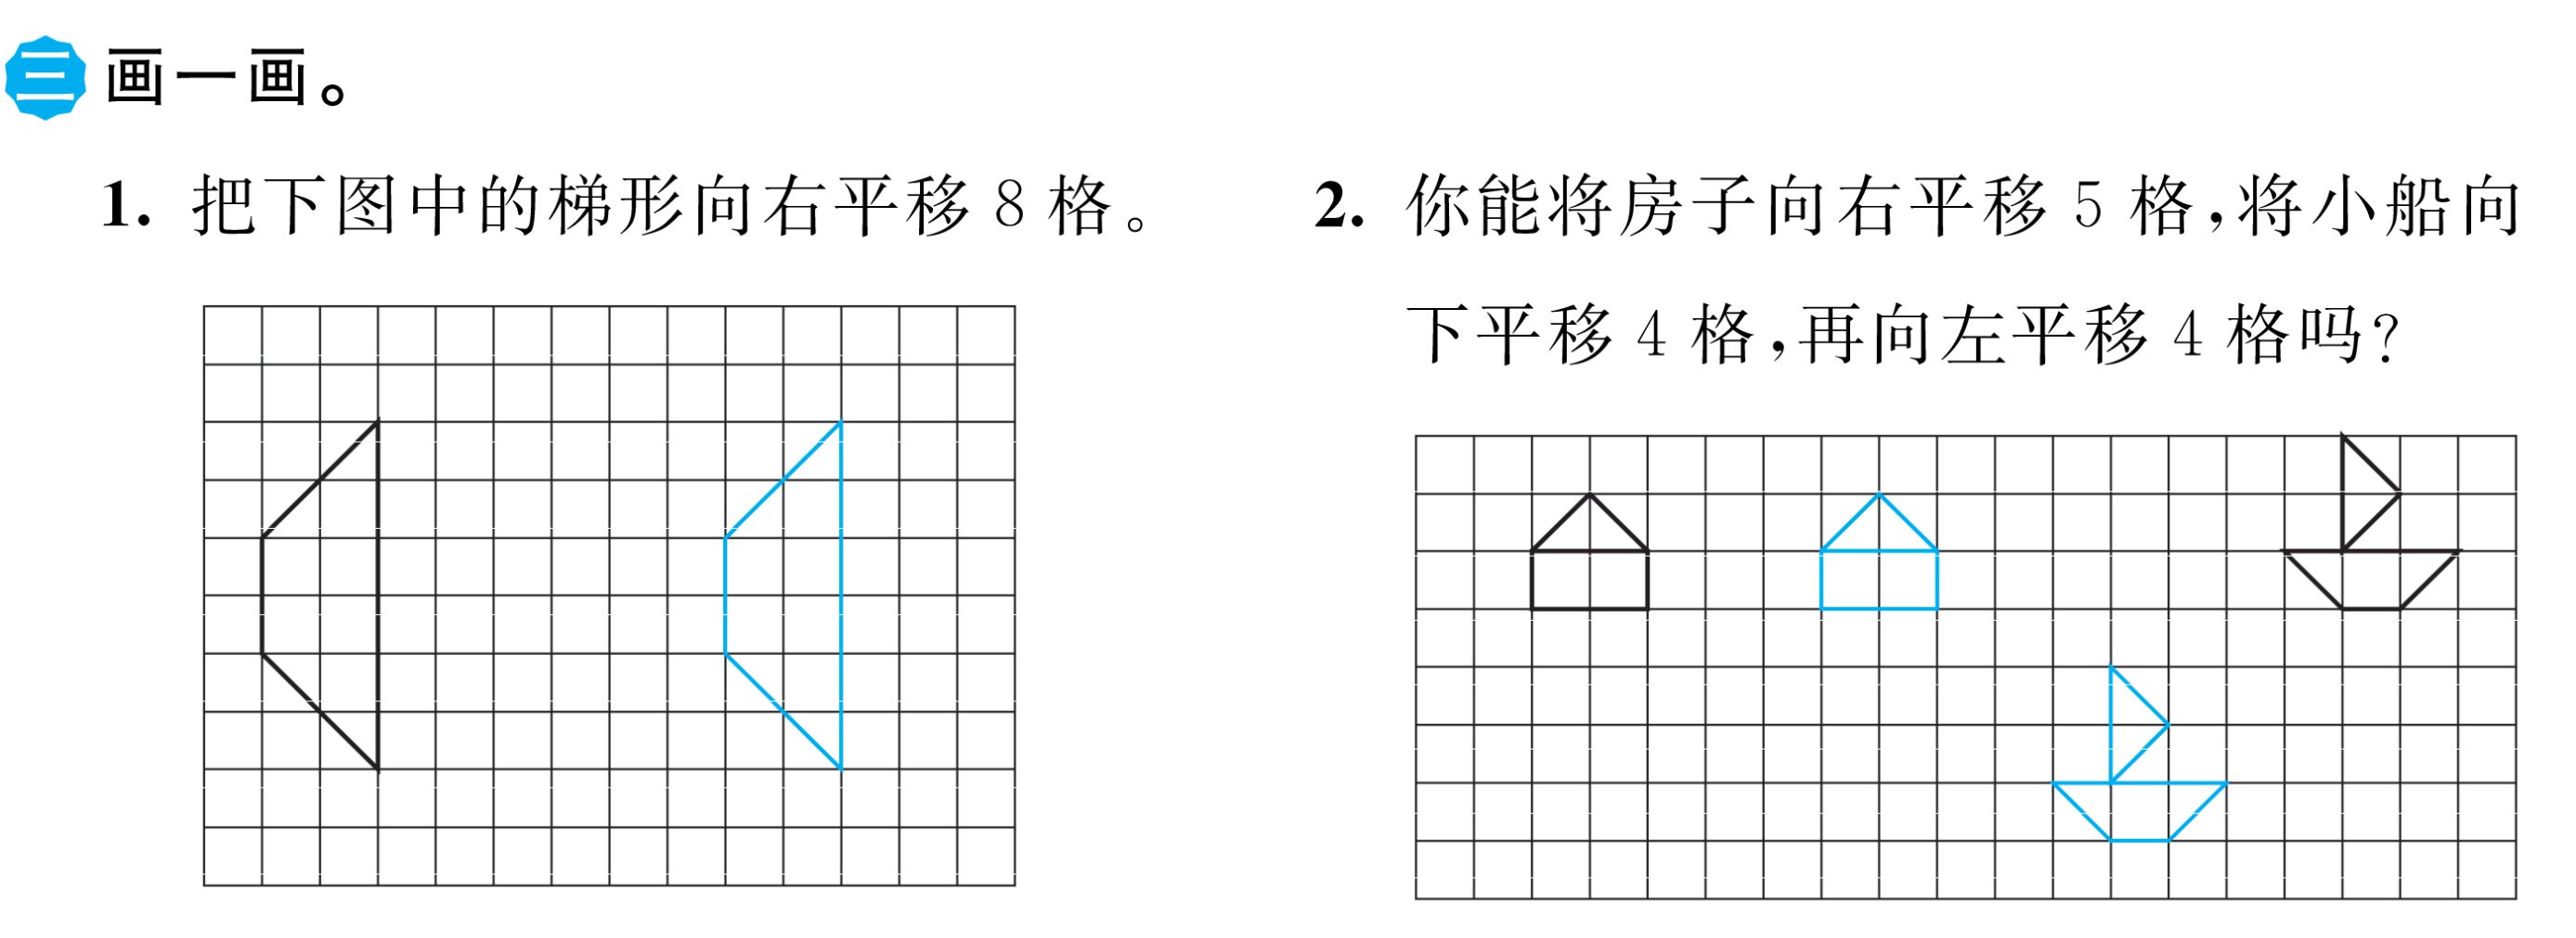 三 画一画。
1. 把下图中的梯形向右平移 8 格。
2. 你能将房子向右平移 5 格,将小船向
下平移 4 格,再向左平移 4 格吗?